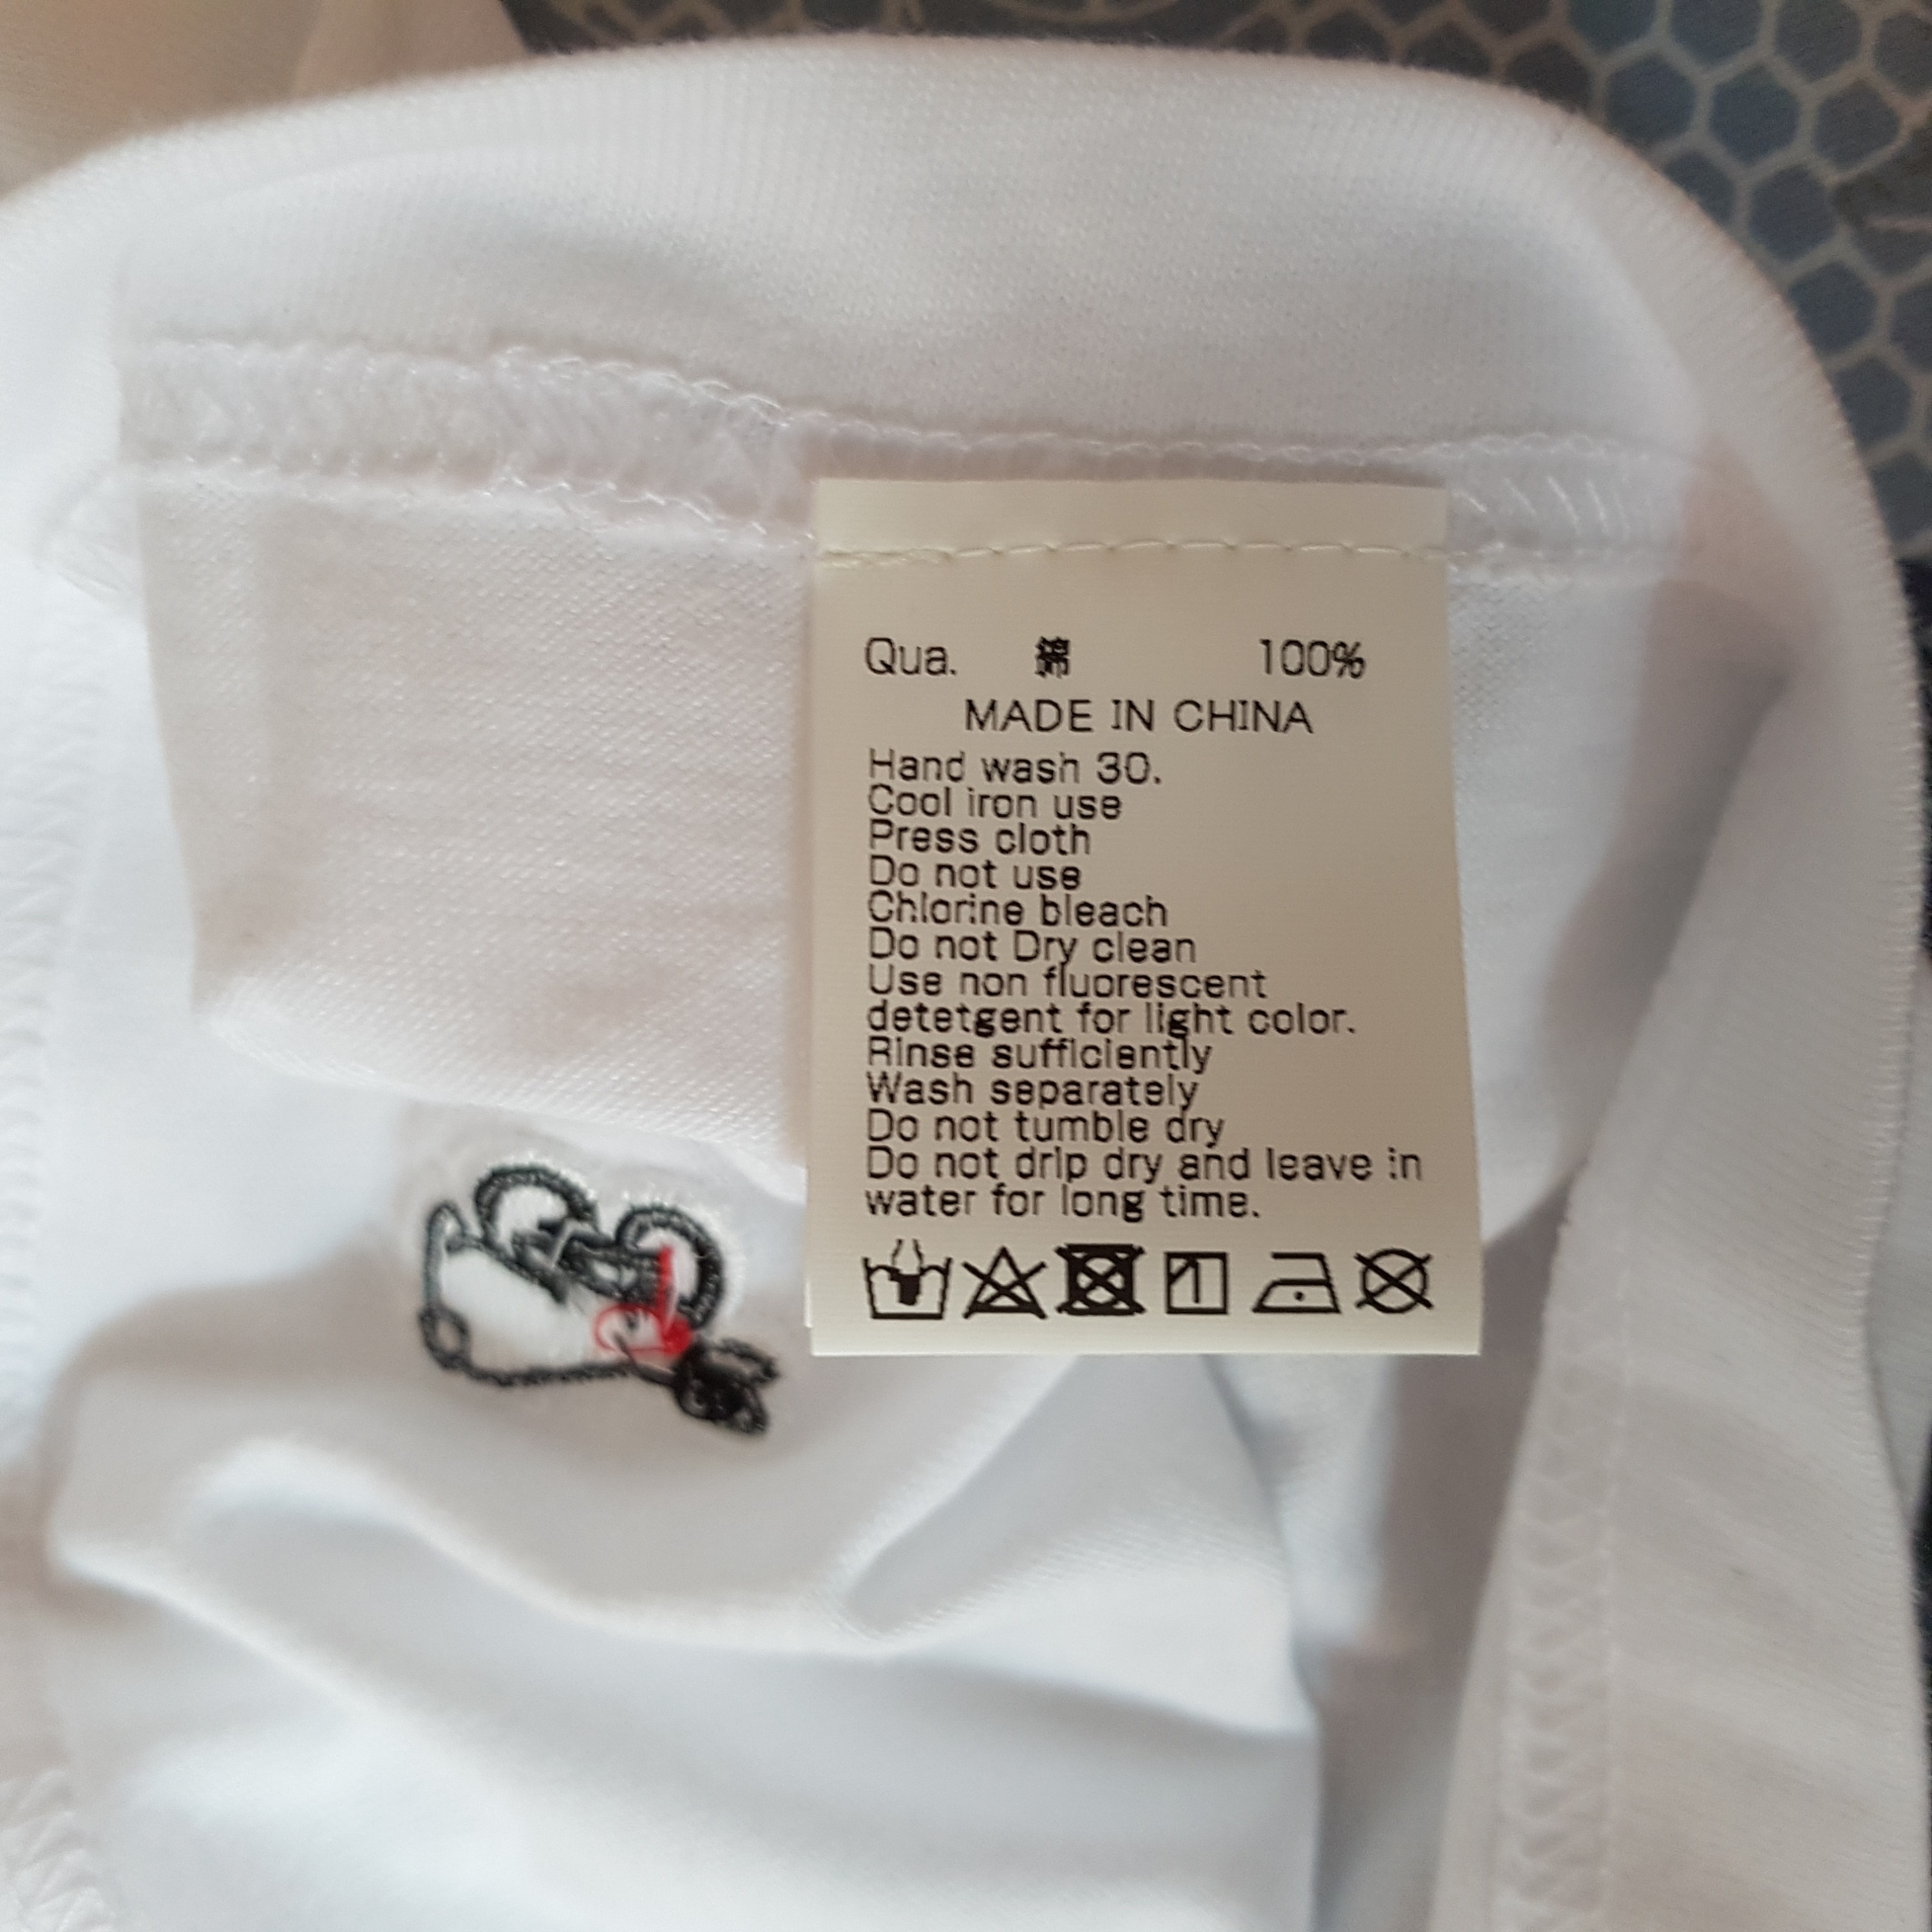 Qua. 綿 100%
MADE IN CHINA
Hand wash 30.
Cool iron use
Press cloth
Do not use
Chlorine bleach
Do not Dry clean
Use non fluorescent
detetgent for light color.
Rinse sufficiently
Wash separately
Do not tumble dry
Do not drip dry and leave in
water for long time.